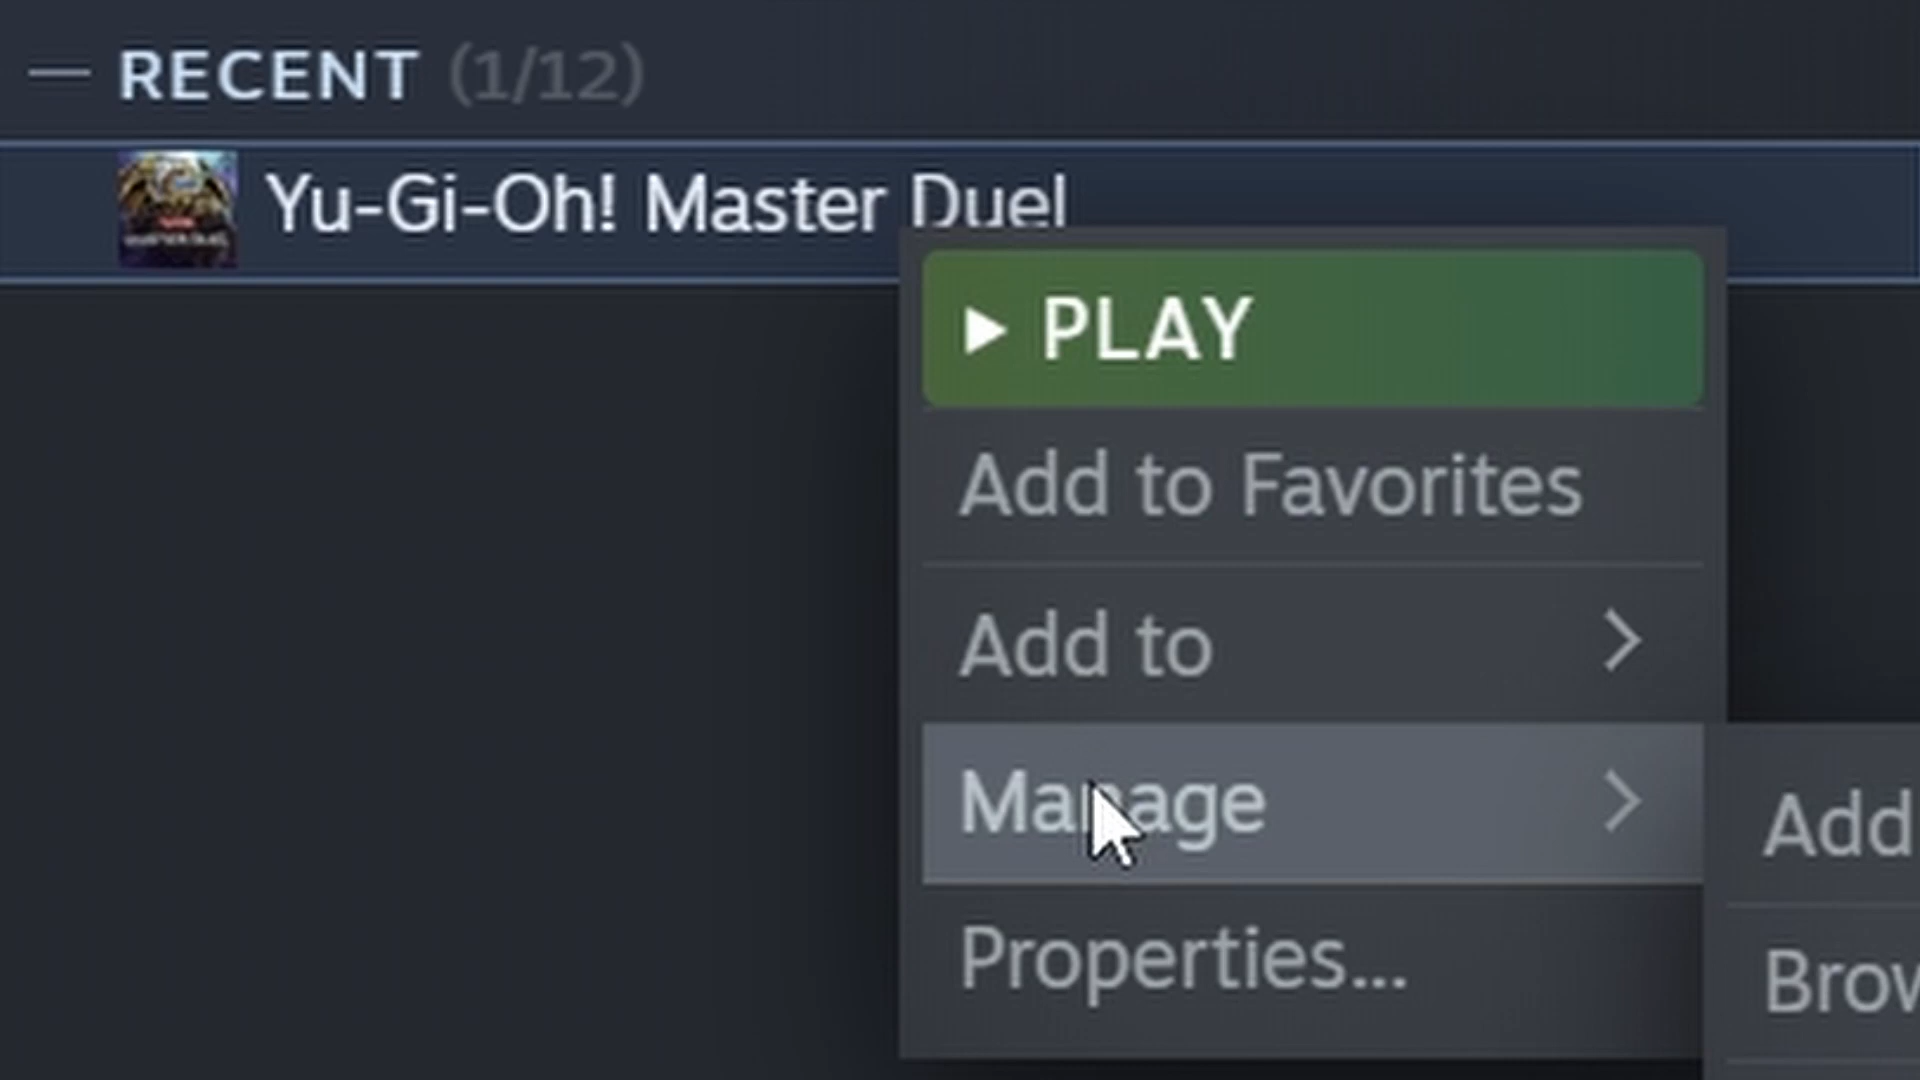 RECENT (1/12)
Yu-Gi-Oh! Master Duel
PLAY
Add to Favorites
Add to
Manage
Properties...
Add